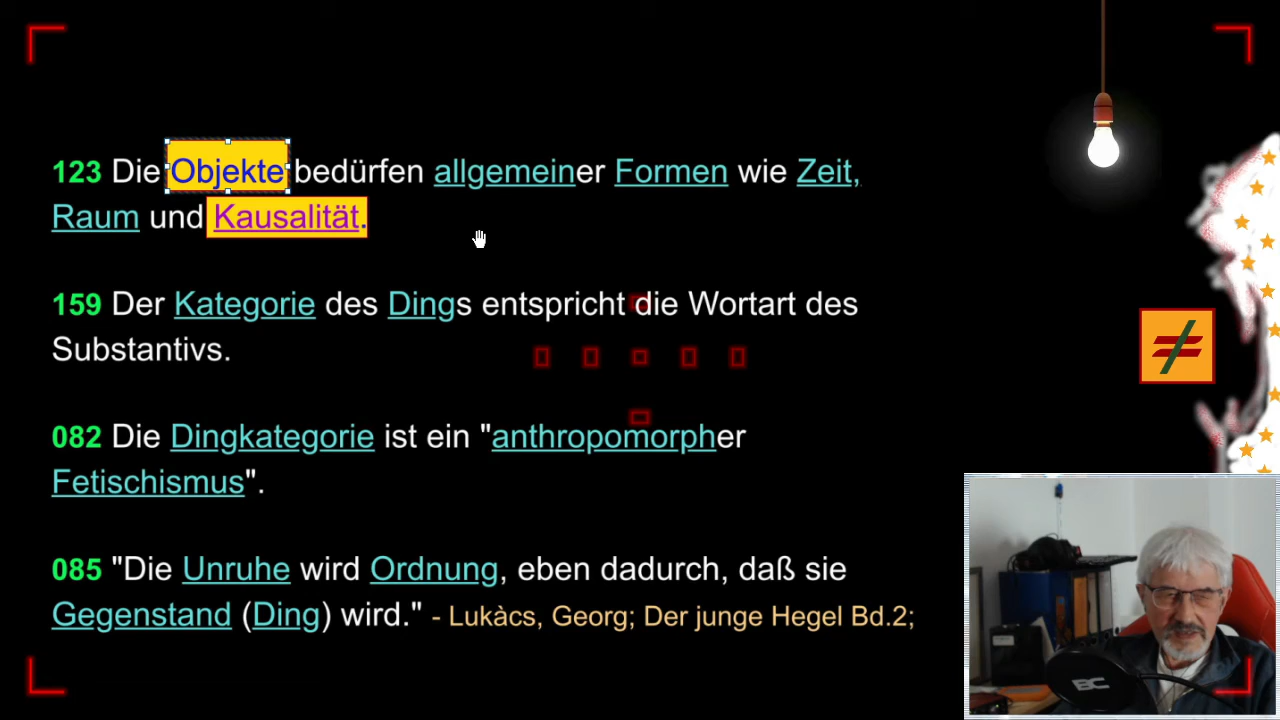 123 Die Objekte bedürfen allgemeiner Formen wie Zeit,
Raum und Kausalität.
159 Der Kategorie des Dings entspricht die Wortart des
Substantivs.
082 Die Dingkategorie ist ein "anthropomorpher
Fetischismus".
085 "Die Unruhe wird Ordnung, eben dadurch, daß sie
Gegenstand (Ding) wird." - Lukàcs, Georg; Der junge Hegel Bd.2;
≠
BC